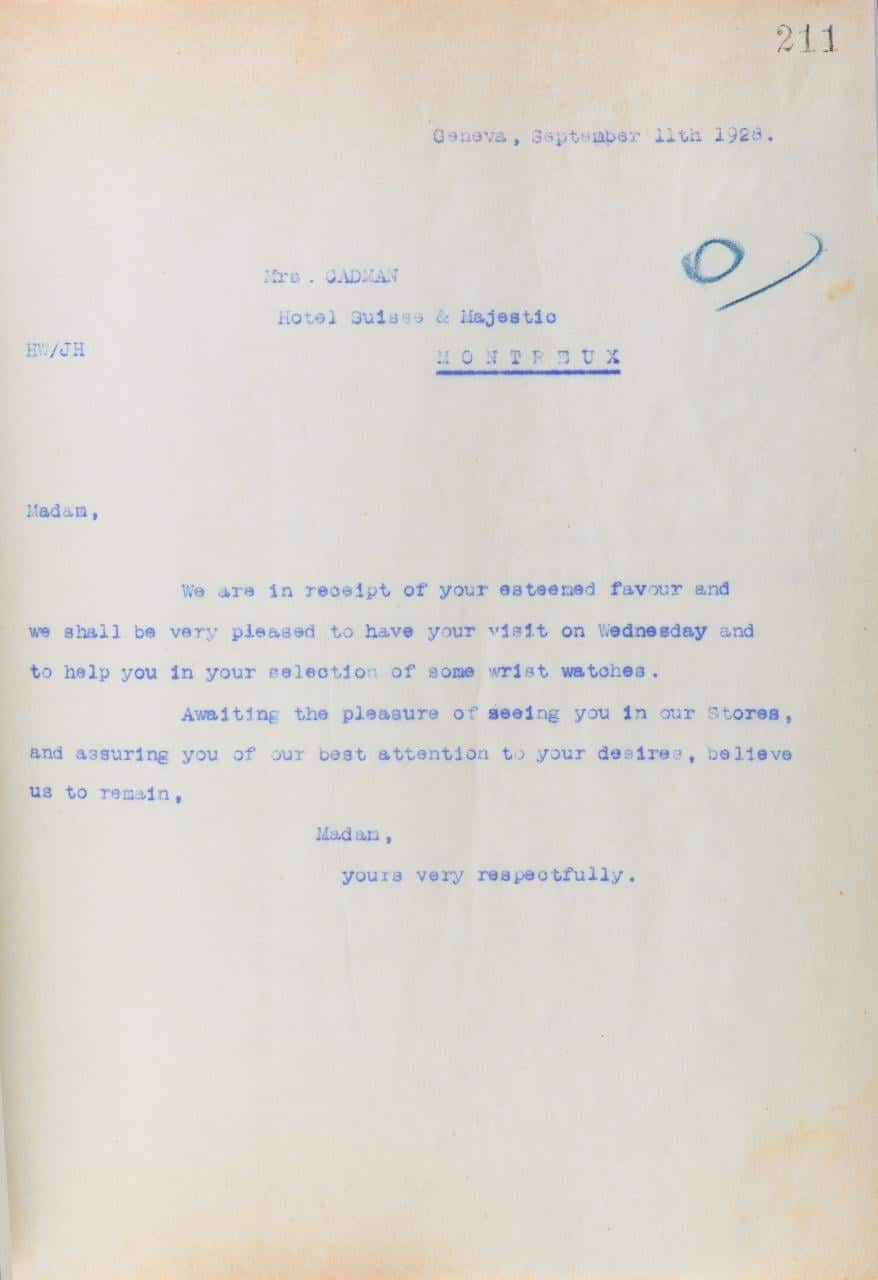 211
Geneva, September 11th 1928.
Mrs. CADMAN
Hotel Suisse & Majestic
HW/JH
MONTREUX
Madam,
We are in receipt of your esteemed favour and
we shall be very pleased to have your visit on Wednesday and
to help you in your selection of some wrist watches.
Awaiting the pleasure of seeing you in our Stores,
and assuring you of our best attention to your desires, believe
us to remain,
Madam,
yours very respectfully.